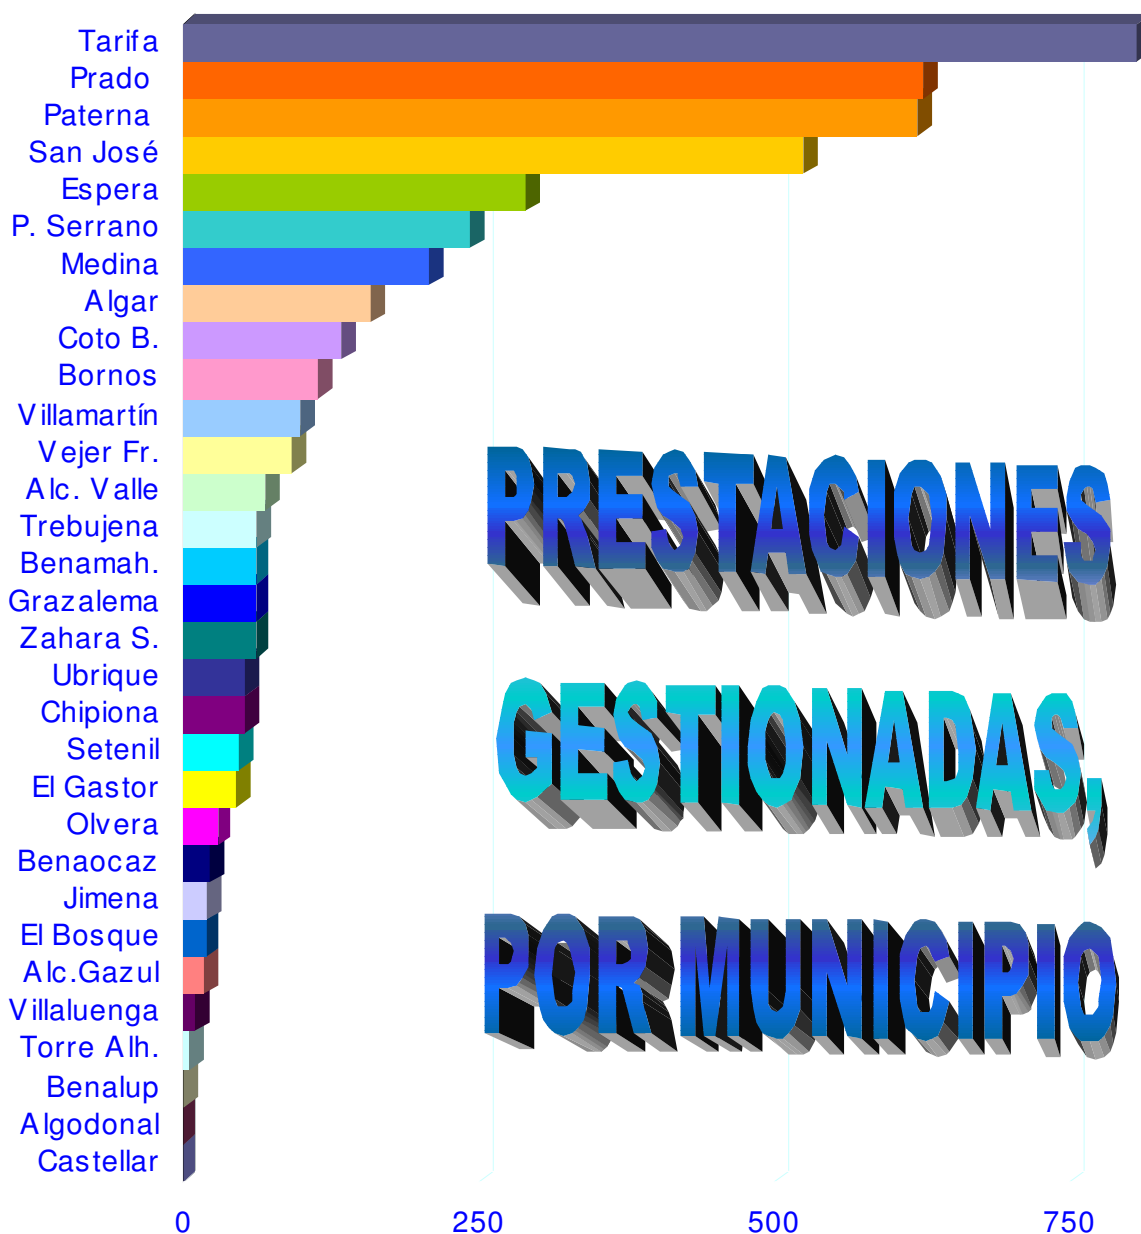 Tarifa
Prado
Paterna
San José
Espera
P. Serrano
Medina
Algar
Coto B.
Bornos
Villamartín
Vejer Fr.
Alc. Valle
Trebujena
Benamah.
Grazalema
Zahara S.
Ubrique
Chipiona
Setenil
El Gastor
Olvera
Benaocaz
Jimena
El Bosque
Alc.Gazul
Villaluenga
Torre Alh.
Benalup
Algodonal
Castellar
0 250 500 750
PRESTACIONES
GESTIONADAS,
POR MUNICIPIO